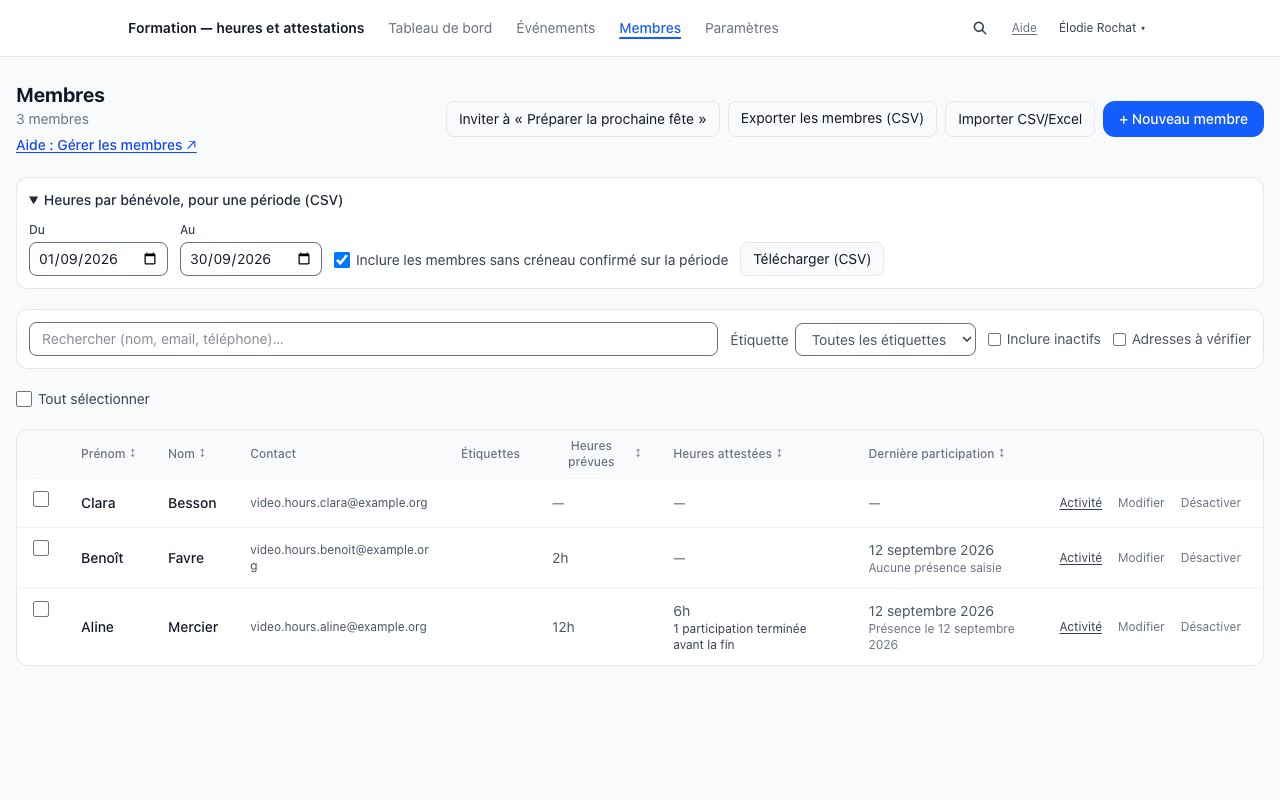 Formation — heures et attestations Tableau de bord Événements Membres Paramètres Aide Élodie Rochat
Membres
3 membres
Aide : Gérer les membres ↗
Inviter à « Préparer la prochaine fête » Exporter les membres (CSV) Importer CSV/Excel + Nouveau membre
▼ Heures par bénévole, pour une période (CSV)
Du Au
01/09/2026 30/09/2026 Inclure les membres sans créneau confirmé sur la période Télécharger (CSV)
Rechercher (nom, email, téléphone)... Étiquette Toutes les étiquettes Inclure inactifs Adresses à vérifier
Tout sélectionner
Prénom ↕ Nom ↕ Contact Étiquettes Heures prévues ↕ Heures attestées ↕ Dernière participation ↕
Clara Besson video.hours.clara@example.org — — — Activité Modifier Désactiver
Benoît Favre video.hours.benoit@example.or
g 2h — 12 septembre 2026
Aucune présence saisie Activité Modifier Désactiver
Aline Mercier video.hours.aline@example.org 12h 6h
1 participation terminée
avant la fin
12 septembre 2026
Présence le 12 septembre
2026
Activité Modifier Désactiver